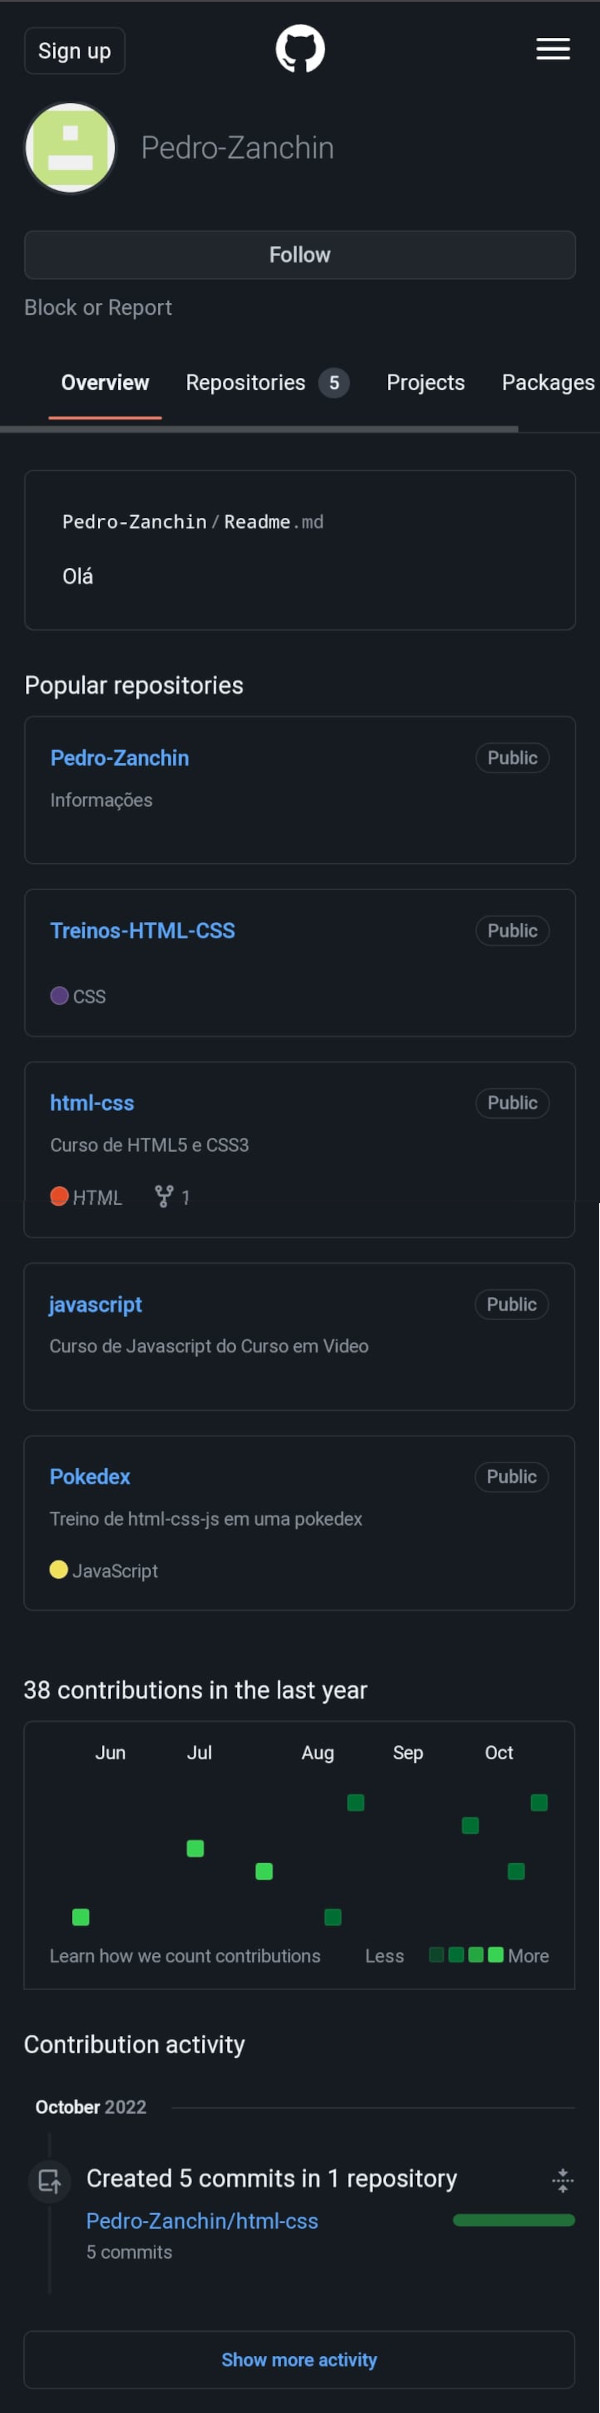 Sign up
Pedro-Zanchin
Follow
Block or Report
Overview Repositories 5 Projects Packages
Pedro-Zanchin/Readme.md
Olá
Popular repositories
Pedro-Zanchin Public
Informações
Treinos-HTML-CSS Public
CSS
html-css Public
Curso de HTML5 e CSS3
HTML 1
javascript Public
Curso de Javascript do Curso em Video
Pokedex Public
Treino de html-css-js em uma pokedex
JavaScript
38 contributions in the last year
Jun Jul Aug Sep Oct
Learn how we count contributions Less More
Contribution activity
October 2022
Created 5 commits in 1 repository
Pedro-Zanchin/html-css
5 commits
Show more activity